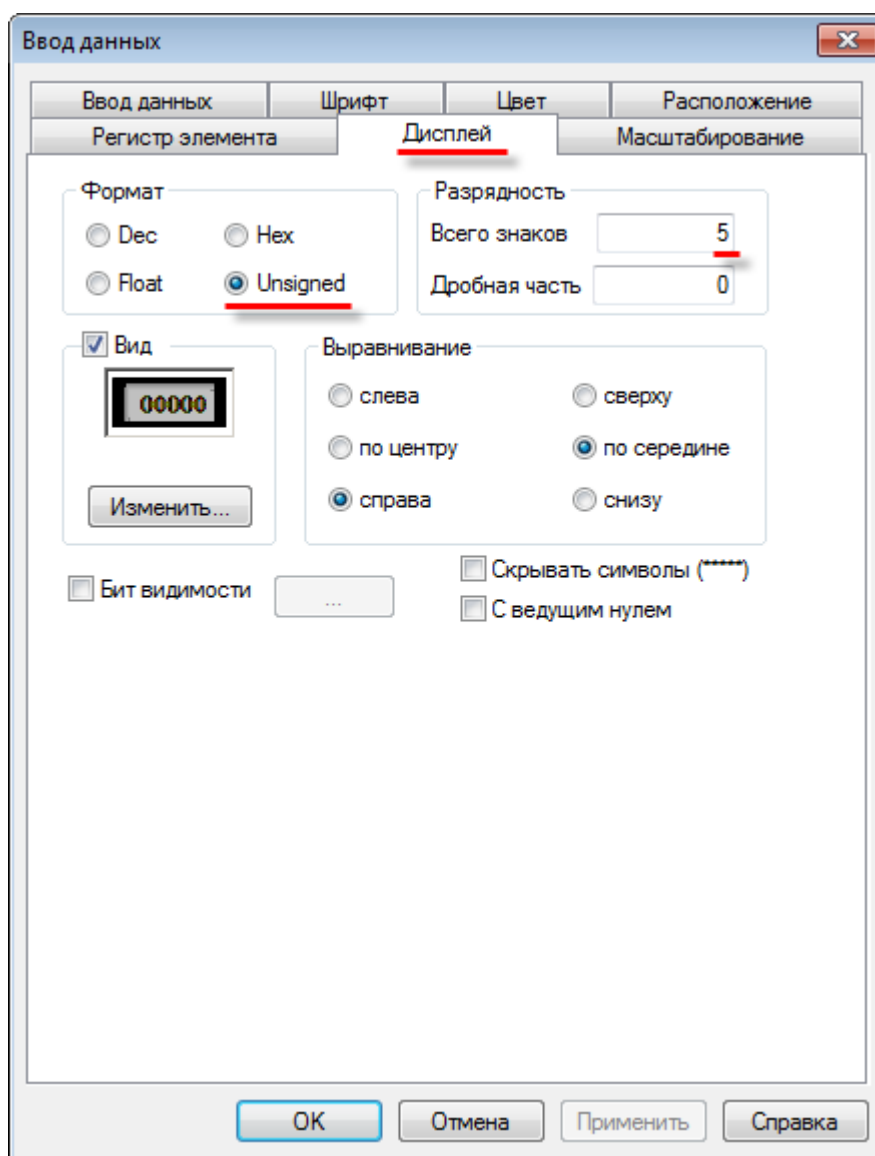 Ввод данных
Ввод данных Шрифт Цвет Расположение
Регистр элемента Дисплей Масштабирование
Формат Разрядность
Dec Hex Всего знаков 5
Float Unsigned Дробная часть 0
Вид Выравнивание
00000 слева сверху
по центру по середине
Изменить... справа снизу
Скрывать символы (*****)
Бит видимости ...
С ведущим нулем
OK Отмена Применить Справка